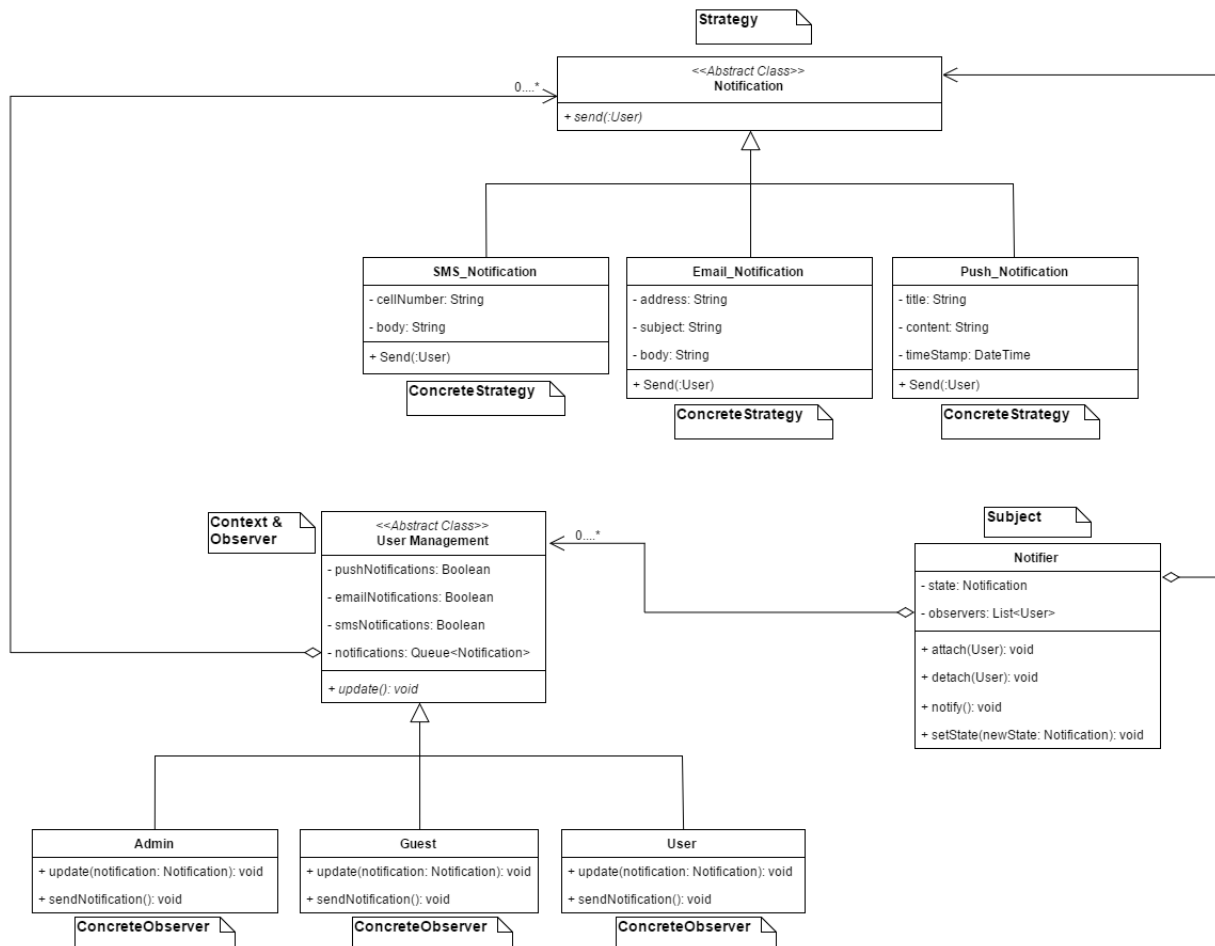 Strategy
<<Abstract Class>>
Notification
+ send(:User)
0....*
SMS_Notification
- cellNumber: String
- body: String
+ Send(:User)
ConcreteStrategy
Email_Notification
- address: String
- subject: String
- body: String
+ Send(:User)
ConcreteStrategy
Push_Notification
- title: String
- content: String
- timeStamp: DateTime
+ Send(:User)
ConcreteStrategy
Context &
Observer
<<Abstract Class>>
User Management
- pushNotifications: Boolean
- emailNotifications: Boolean
- smsNotifications: Boolean
- notifications: Queue<Notification>
+ update(): void
0....*
Subject
Notifier
- state: Notification
- observers: List<User>
+ attach(User): void
+ detach(User): void
+ notify(): void
+ setState(newState: Notification): void
Admin
+ update(notification: Notification): void
+ sendNotification(): void
ConcreteObserver
Guest
+ update(notification: Notification): void
+ sendNotification(): void
ConcreteObserver
User
+ update(notification: Notification): void
+ sendNotification(): void
ConcreteObserver